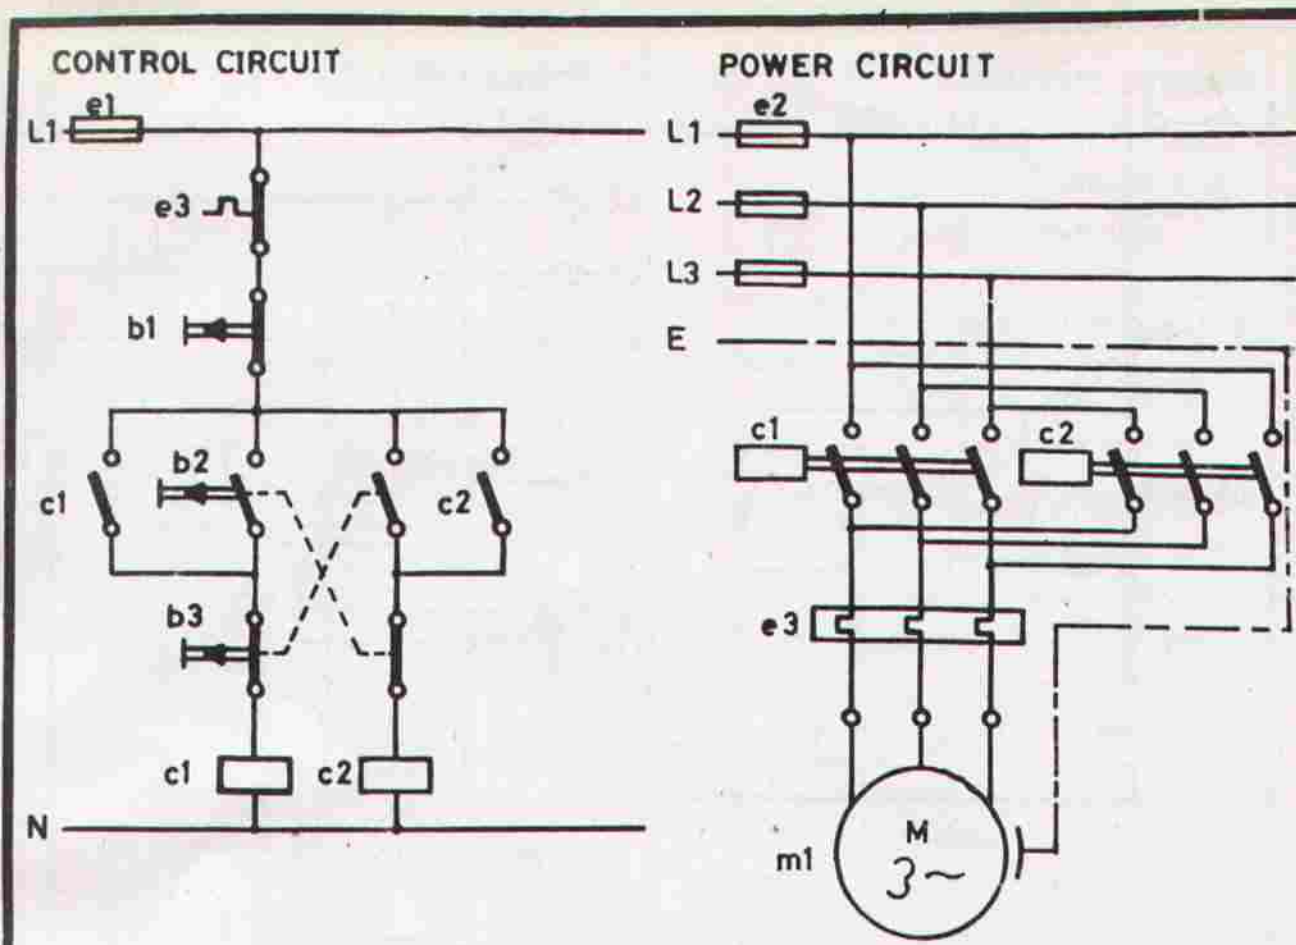 CONTROL CIRCUIT
e1
L1
e3
b1
b2
c1
c2
b3
c1
c2
N
POWER CIRCUIT
e2
L1
L2
L3
E
c1
c2
e3
M
3~
m1